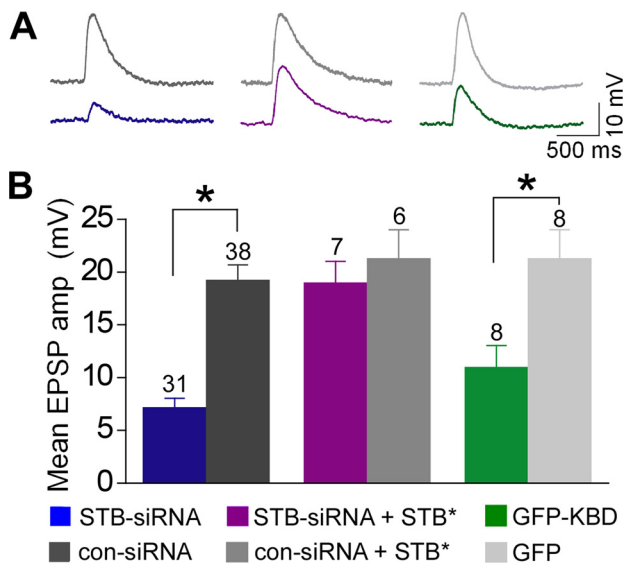 A
10 mV
500 ms
B
Mean EPSP amp (mV)
25
20
15
10
5
0
*
31
38
7
6
*
8
8
STB-siRNA
STB-siRNA + STB*
GFP-KBD
con-siRNA
con-siRNA + STB*
GFP